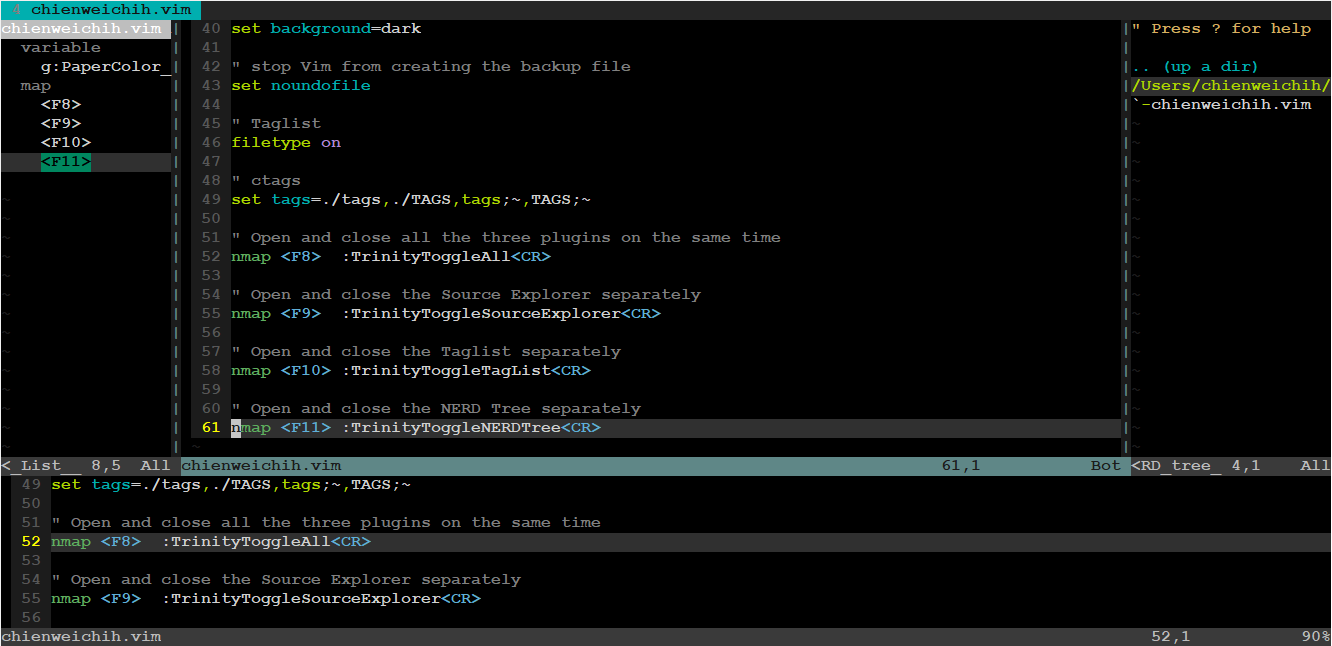 4 chienweichih.vim
chienweichih.vim
variable
g:PaperColor_
map
<F8>
<F9>
<F10>
<F11>
40 set background=dark
41
42 " stop Vim from creating the backup file
43 set noundofile
44
45 " Taglist
46 filetype on
47
48 " ctags
49 set tags=./tags,./TAGS,tags;~,TAGS;~
50
51 " Open and close all the three plugins on the same time
52 nmap <F8>  :TrinityToggleAll<CR>
53
54 " Open and close the Source Explorer separately
55 nmap <F9>  :TrinityToggleSourceExplorer<CR>
56
57 " Open and close the Taglist separately
58 nmap <F10> :TrinityToggleTagList<CR>
59
60 " Open and close the NERD Tree separately
61 nmap <F11> :TrinityToggleNERDTree<CR>
~
" Press ? for help
.. (up a dir)
/Users/chienweichih/
`-chienweichih.vim
<_List__ 8,5  All chienweichih.vim 61,1 Bot <RD_tree_ 4,1 All
49 set tags=./tags,./TAGS,tags;~,TAGS;~
50
51 " Open and close all the three plugins on the same time
52 nmap <F8>  :TrinityToggleAll<CR>
53
54 " Open and close the Source Explorer separately
55 nmap <F9>  :TrinityToggleSourceExplorer<CR>
56
chienweichih.vim 52,1 90%